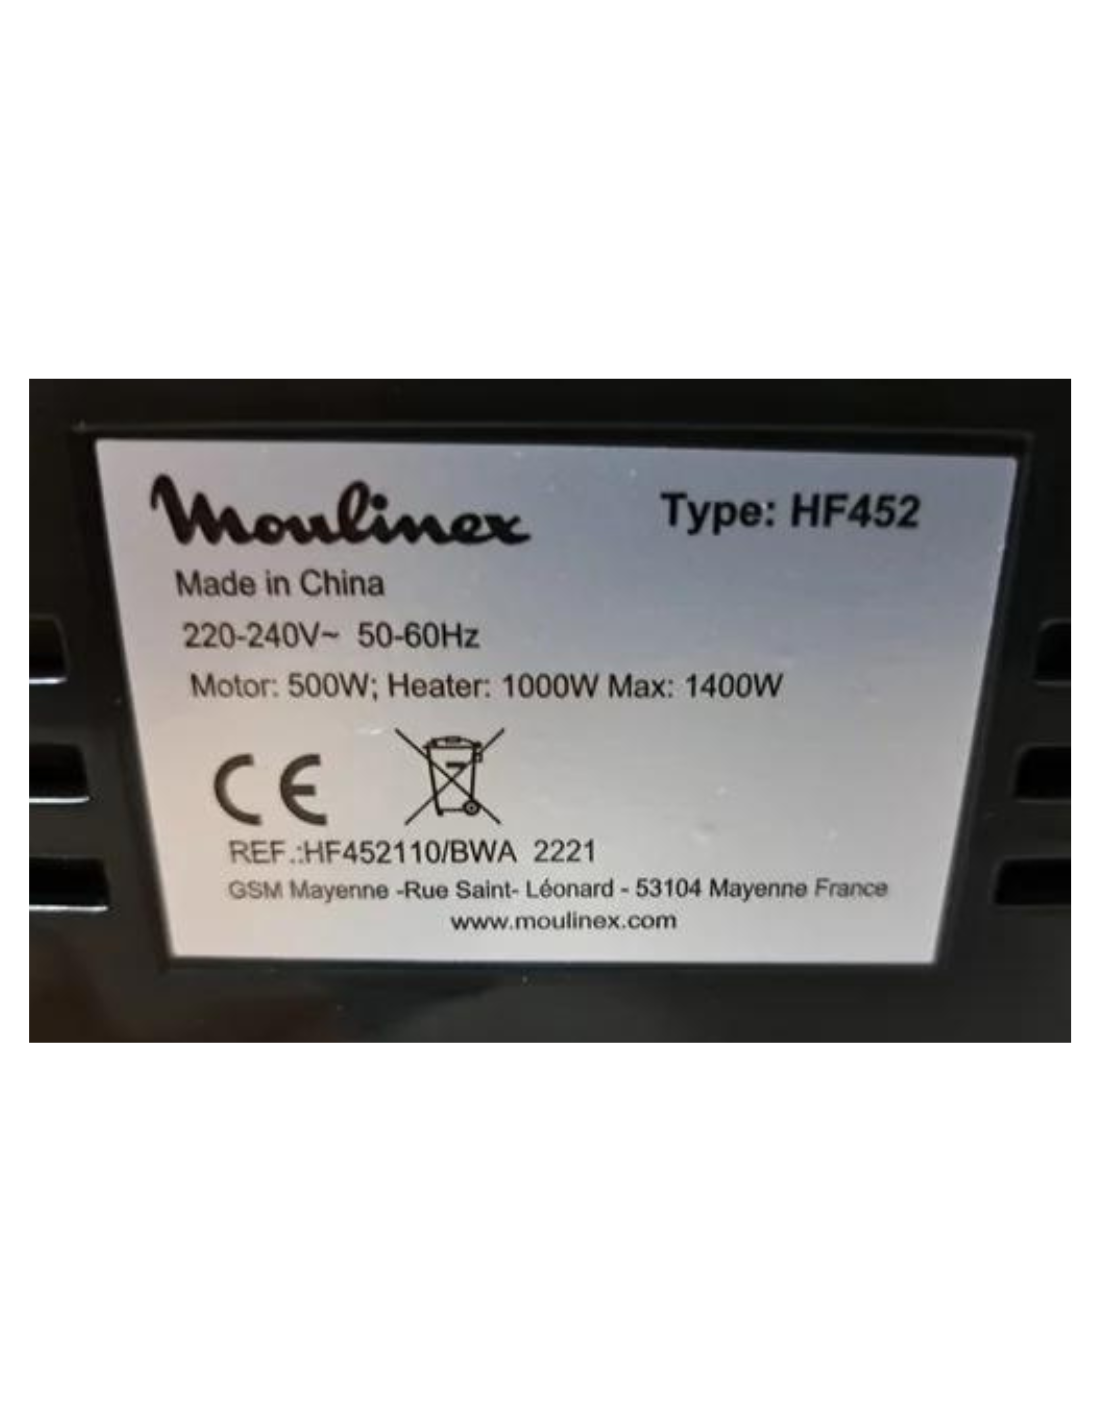 Moulinex Type: HF452
Made in China
220-240V~ 50-60Hz
Motor: 500W; Heater: 1000W Max: 1400W
CE
REF.:HF452110/BWA 2221
GSM Mayenne -Rue Saint- Léonard - 53104 Mayenne France
www.moulinex.com